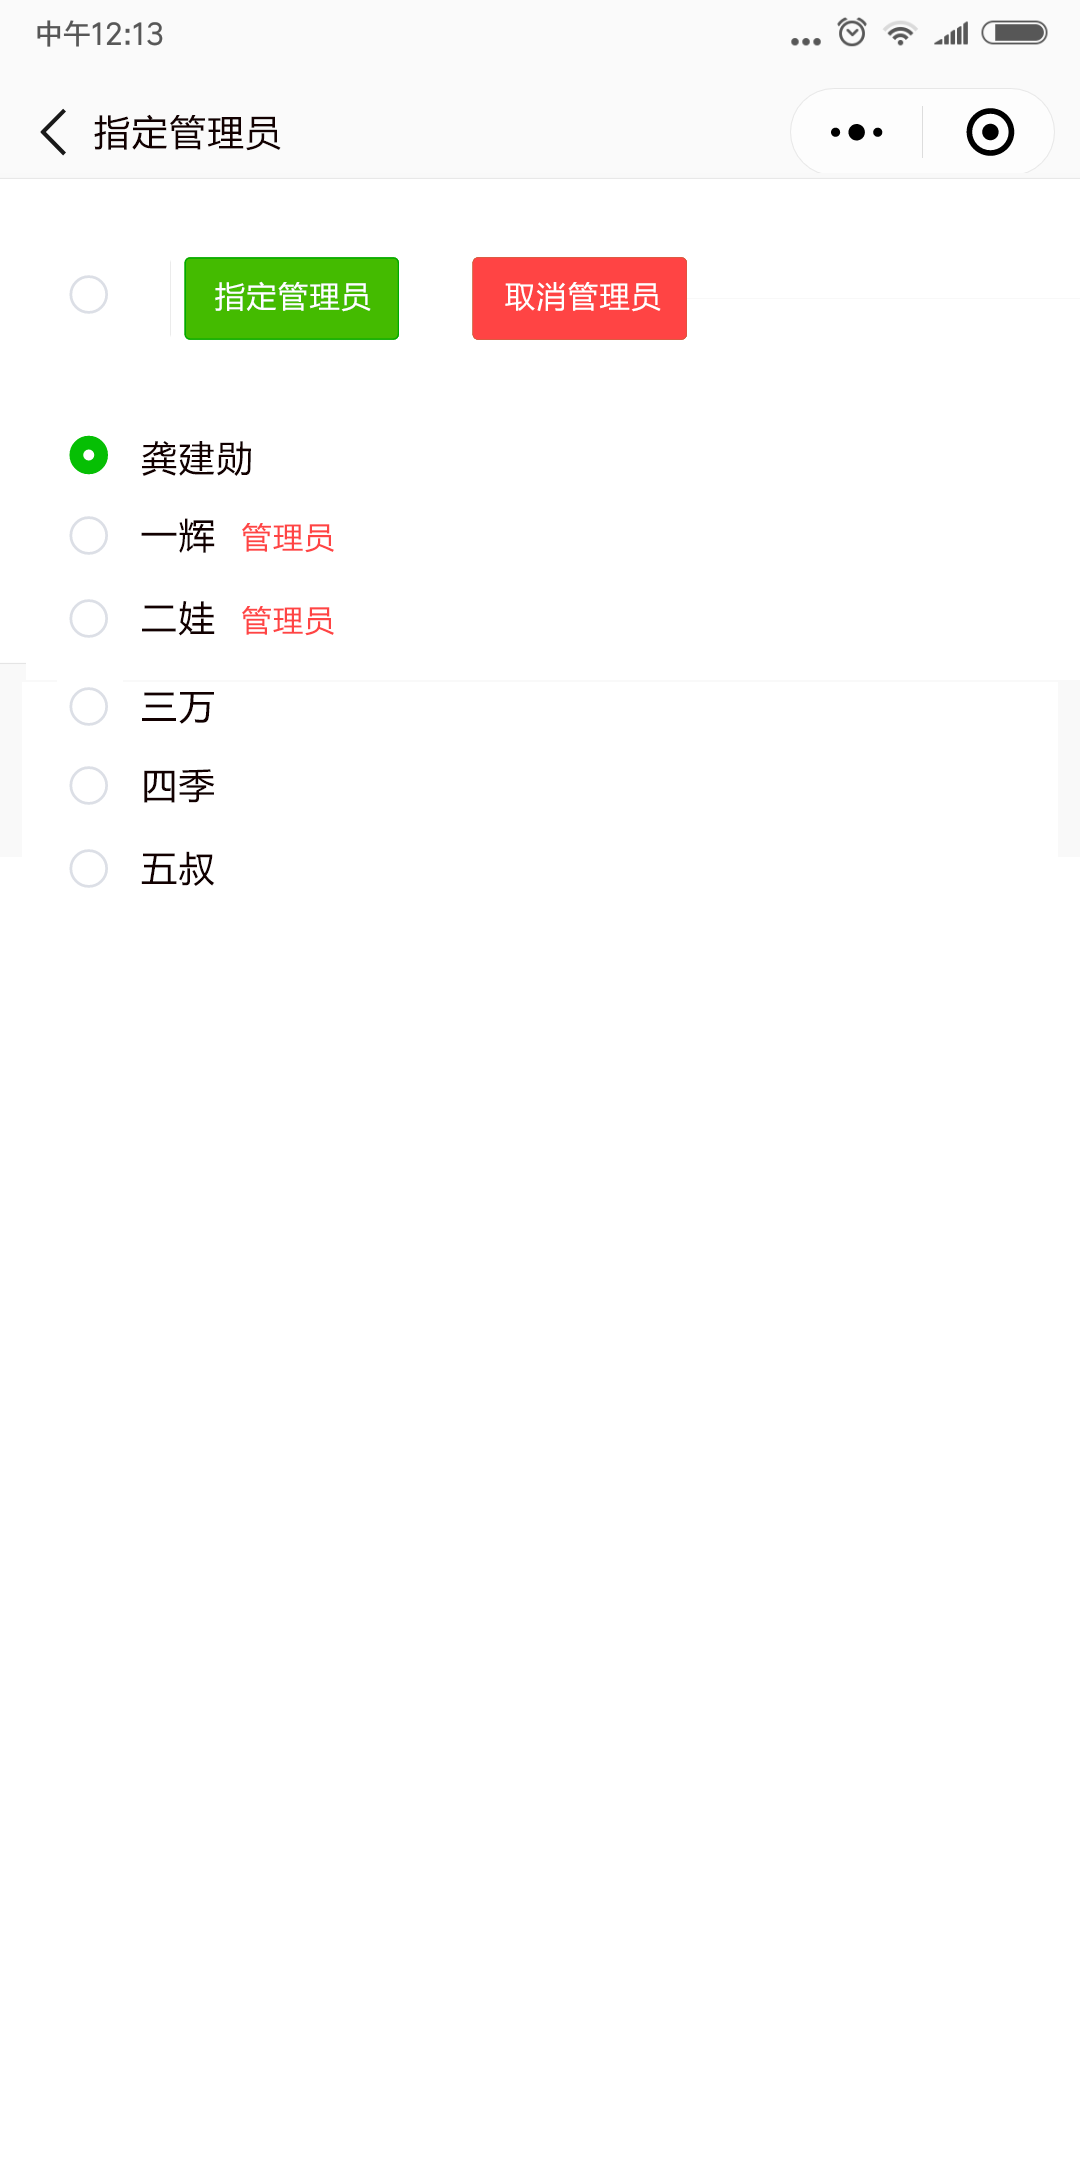 中午12:13
指定管理员
指定管理员 取消管理员
龚建勋
一辉 管理员
二娃 管理员
三万
四季
五叔